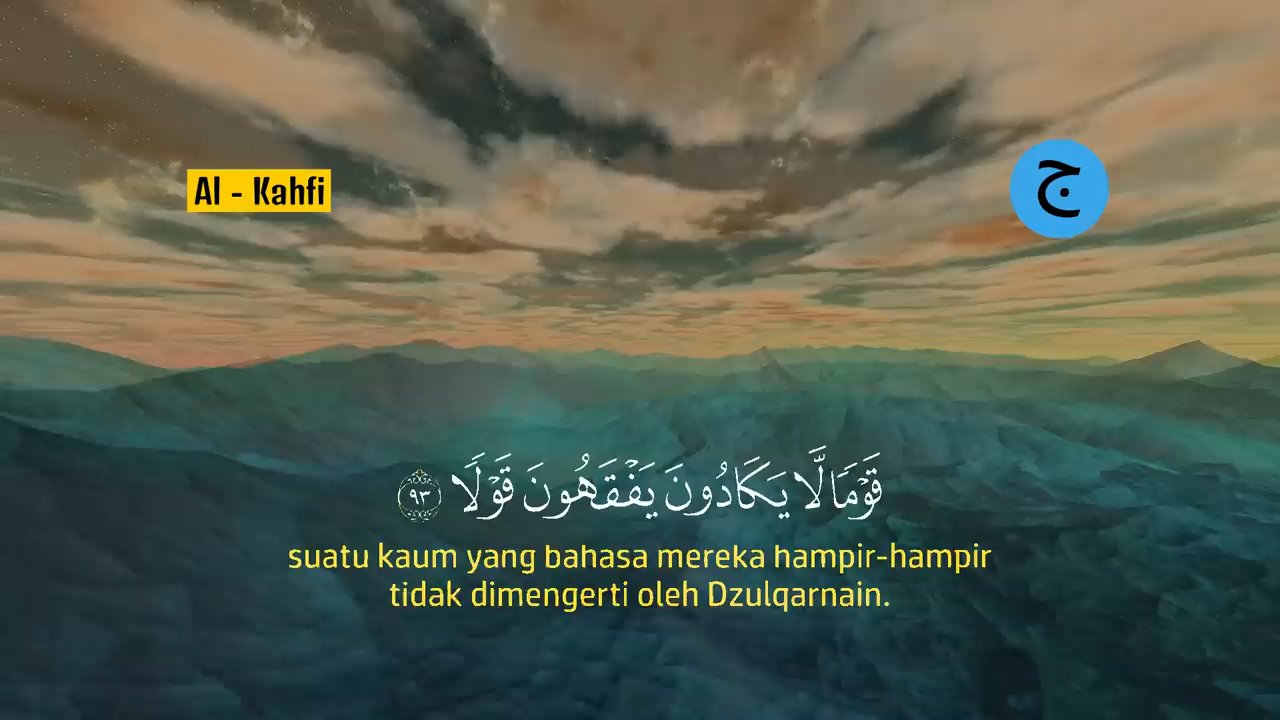 Al - Kahfi
ج
قَوْمًا لَّا يَكَادُونَ يَفْقَهُونَ قَوْلًا ٩٣
suatu kaum yang bahasa mereka hampir-hampir
tidak dimengerti oleh Dzulqarnain.